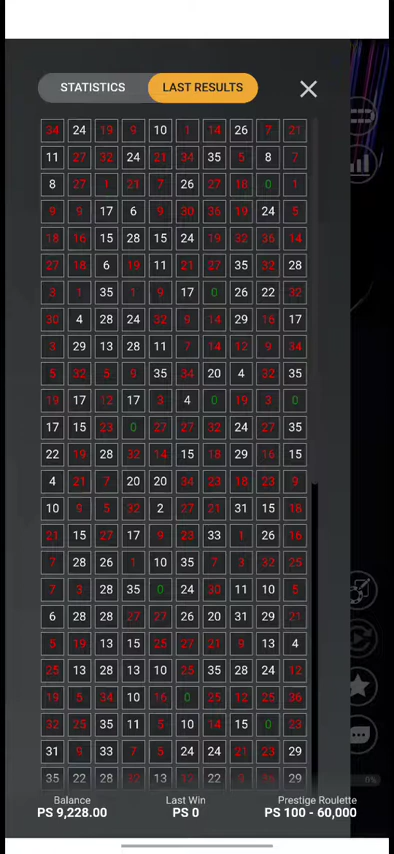 STATISTICS LAST RESULTS
34 24 19 9 10 1 14 26 7 21
11 27 32 24 21 34 35 5 8 7
8 27 1 21 7 26 27 18 0 1
9 9 17 6 9 30 36 19 24 5
18 16 15 28 15 24 19 32 36 14
27 18 6 19 11 21 27 35 32 28
3 1 35 1 9 17 0 26 22 32
30 4 28 24 32 9 14 29 16 17
3 29 13 28 11 7 14 12 9 34
5 32 5 9 35 34 20 4 32 35
19 17 12 17 3 4 0 19 3 0
17 15 23 0 27 27 32 24 27 35
22 19 28 32 14 15 18 29 16 15
4 21 7 20 20 34 23 18 23 9
10 9 5 32 2 27 21 31 15 18
21 15 27 17 9 23 33 1 26 16
7 28 26 1 10 35 7 3 32 25
7 3 28 35 0 24 30 11 10 5
6 28 28 27 27 26 20 31 29 21
5 19 13 15 25 27 21 9 13 4
25 13 28 13 10 25 35 28 24 12
19 5 34 10 16 0 25 12 25 36
32 25 35 11 5 10 14 15 0 23
31 9 33 7 5 24 24 21 23 29
35 22 28 32 13 12 22 9 36 29
0%
Balance Last Win Prestige Roulette
PS 9,228.00 PS 0 PS 100 - 60,000